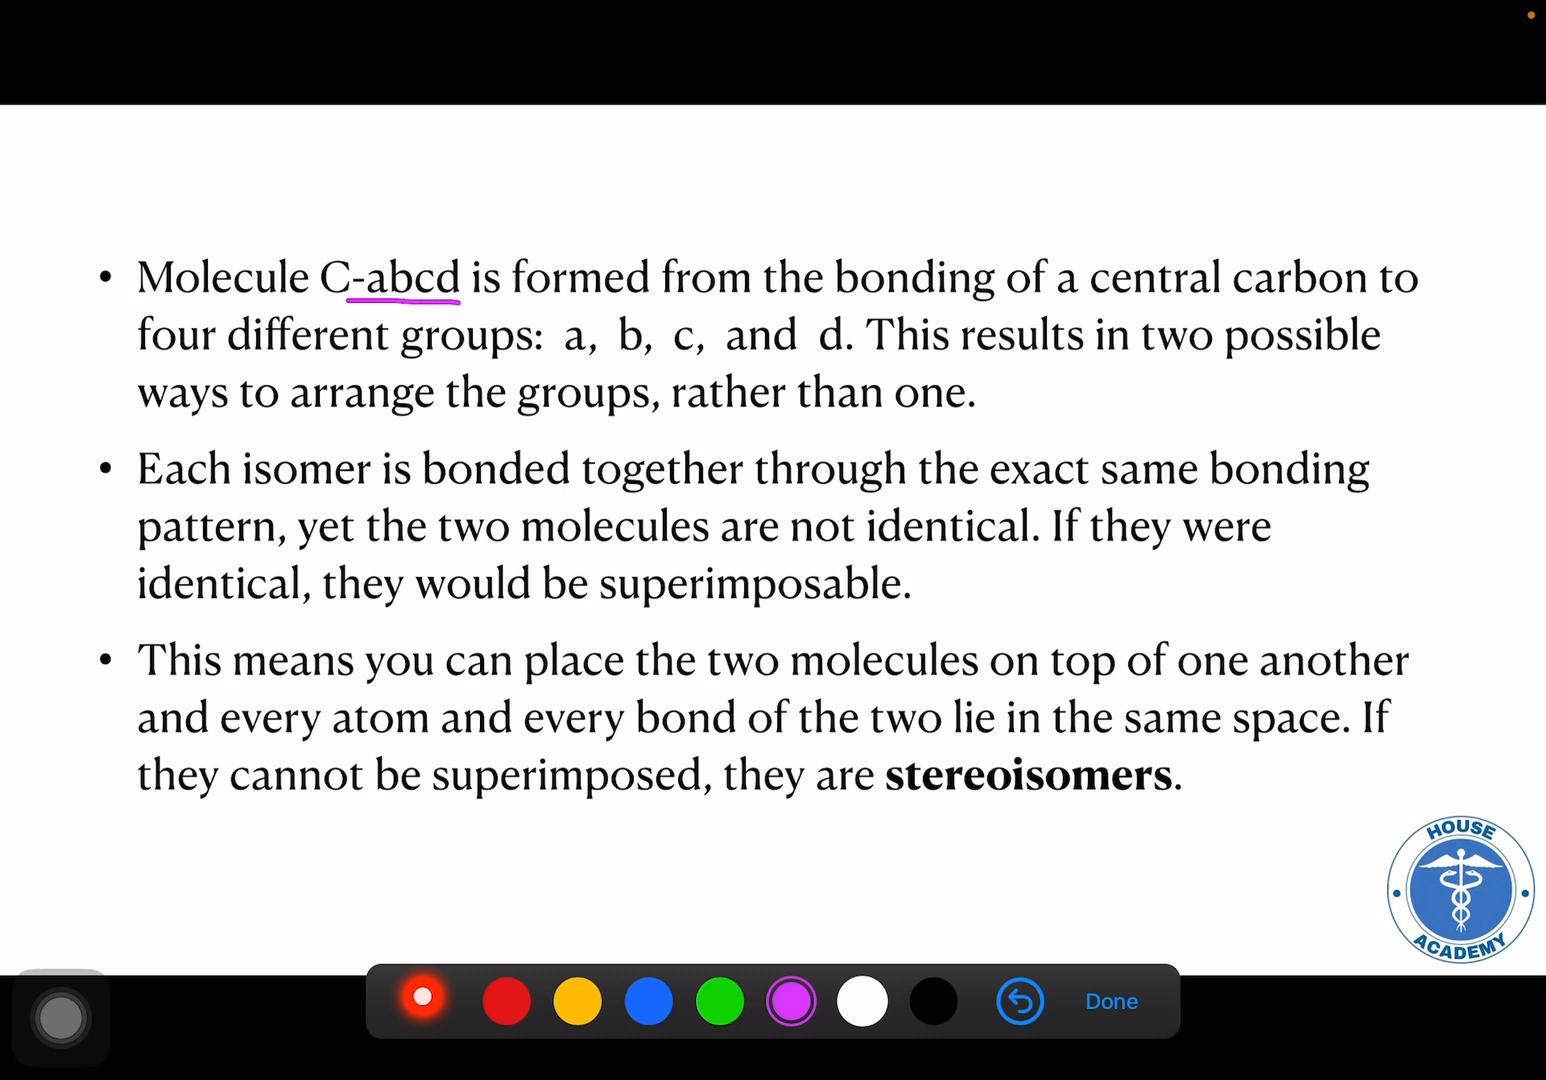 • Molecule C-abcd is formed from the bonding of a central carbon to
four different groups: a, b, c, and d. This results in two possible
ways to arrange the groups, rather than one.
• Each isomer is bonded together through the exact same bonding
pattern, yet the two molecules are not identical. If they were
identical, they would be superimposable.
• This means you can place the two molecules on top of one another
and every atom and every bond of the two lie in the same space. If
they cannot be superimposed, they are stereoisomers.
HOUSE
ACADEMY
Done